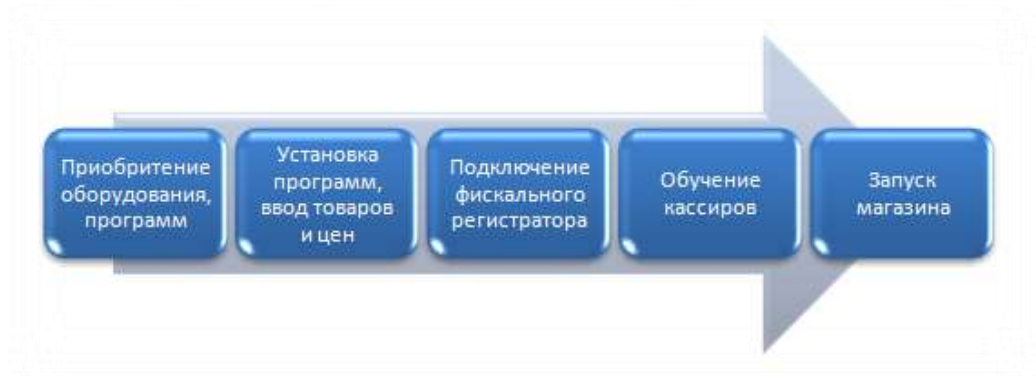 Приобритение
оборудования,
программ
Установка
программ,
ввод товаров
и цен
Подключение
фискального
регистратора
Обучение
кассиров
Запуск
магазина